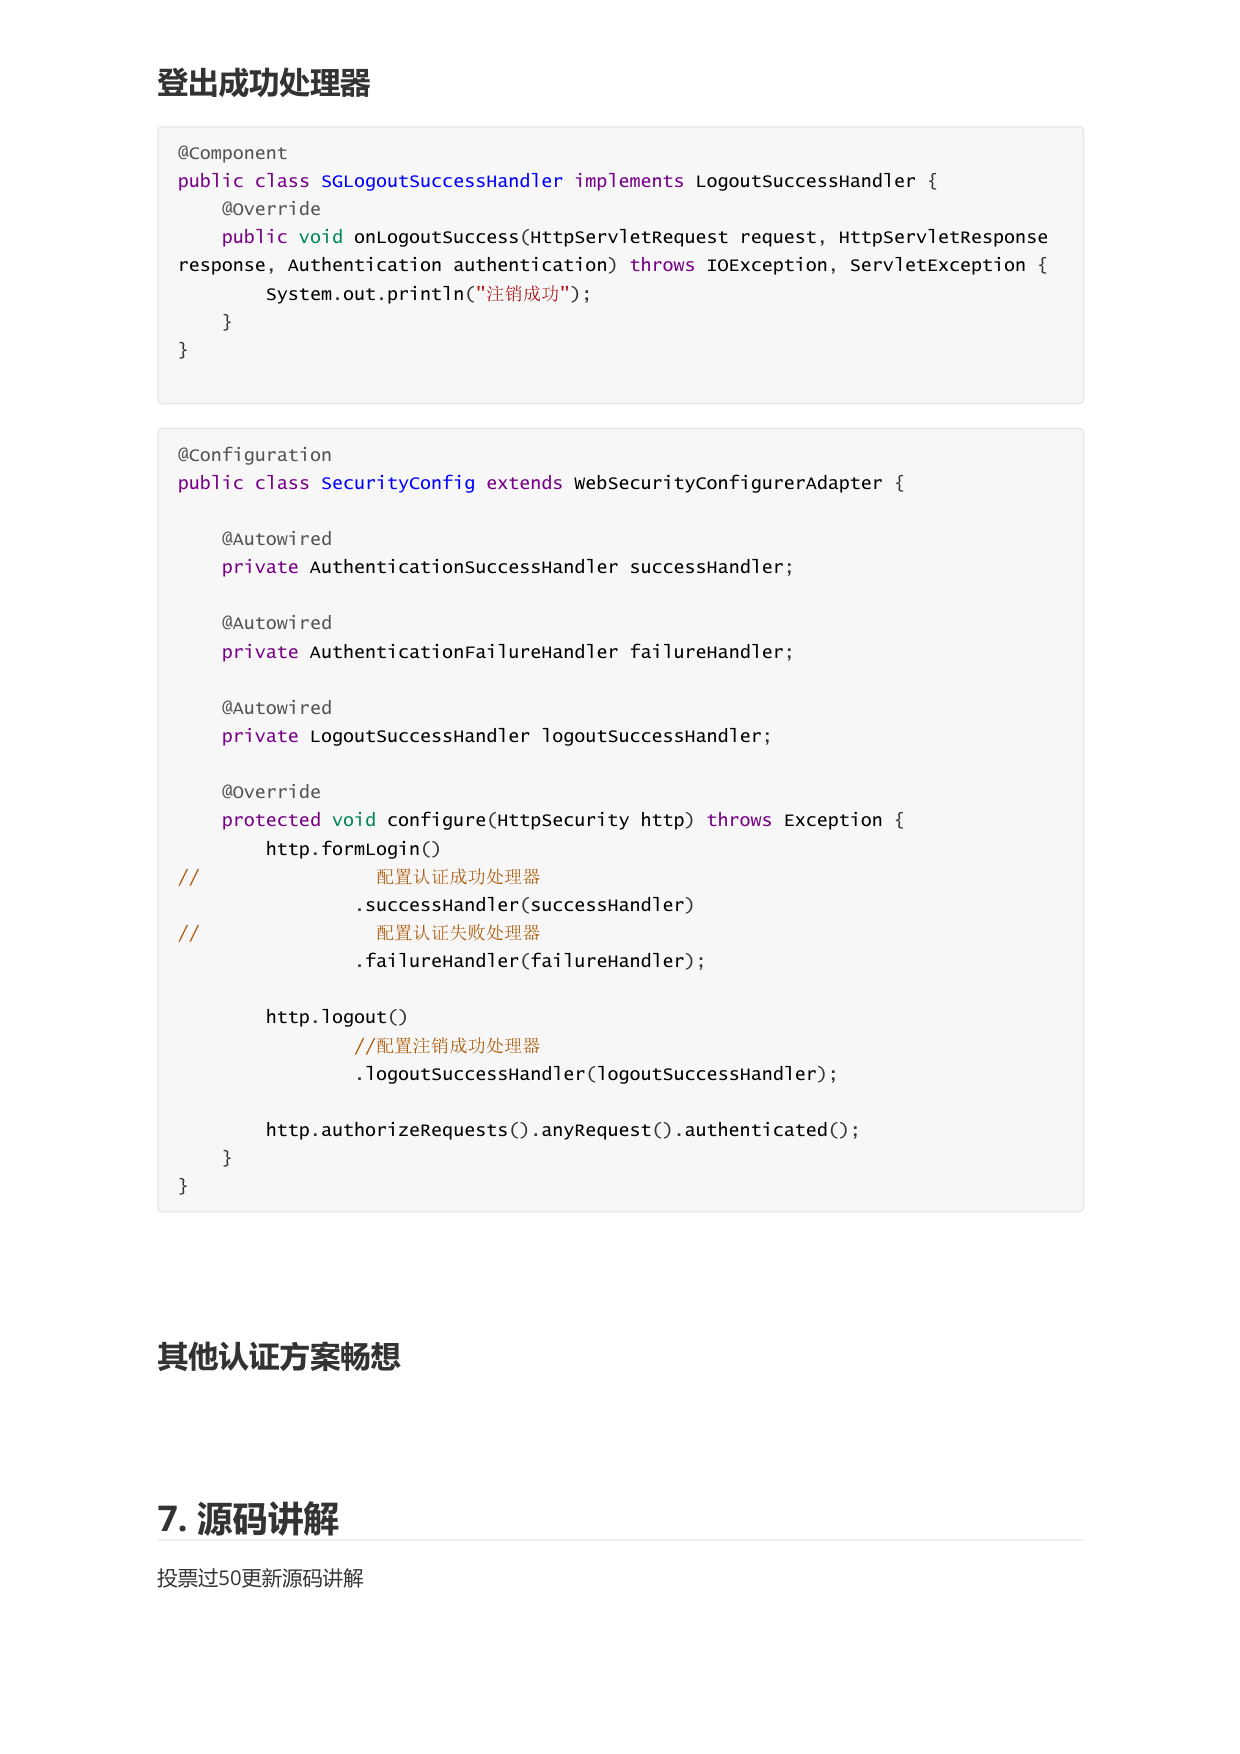 登出成功处理器
@Component
public class SGLogoutSuccessHandler implements LogoutSuccessHandler {
    @Override
    public void onLogoutSuccess(HttpServletRequest request, HttpServletResponse
response, Authentication authentication) throws IOException, ServletException {
        System.out.println("注销成功");
    }
}
@Configuration
public class SecurityConfig extends WebSecurityConfigurerAdapter {
    @Autowired
    private AuthenticationSuccessHandler successHandler;
    @Autowired
    private AuthenticationFailureHandler failureHandler;
    @Autowired
    private LogoutSuccessHandler logoutSuccessHandler;
    @Override
    protected void configure(HttpSecurity http) throws Exception {
        http.formLogin()
//                配置认证成功处理器
                .successHandler(successHandler)
//                配置认证失败处理器
                .failureHandler(failureHandler);
        http.logout()
                //配置注销成功处理器
                .logoutSuccessHandler(logoutSuccessHandler);
        http.authorizeRequests().anyRequest().authenticated();
    }
}
其他认证方案畅想
7. 源码讲解
投票过50更新源码讲解